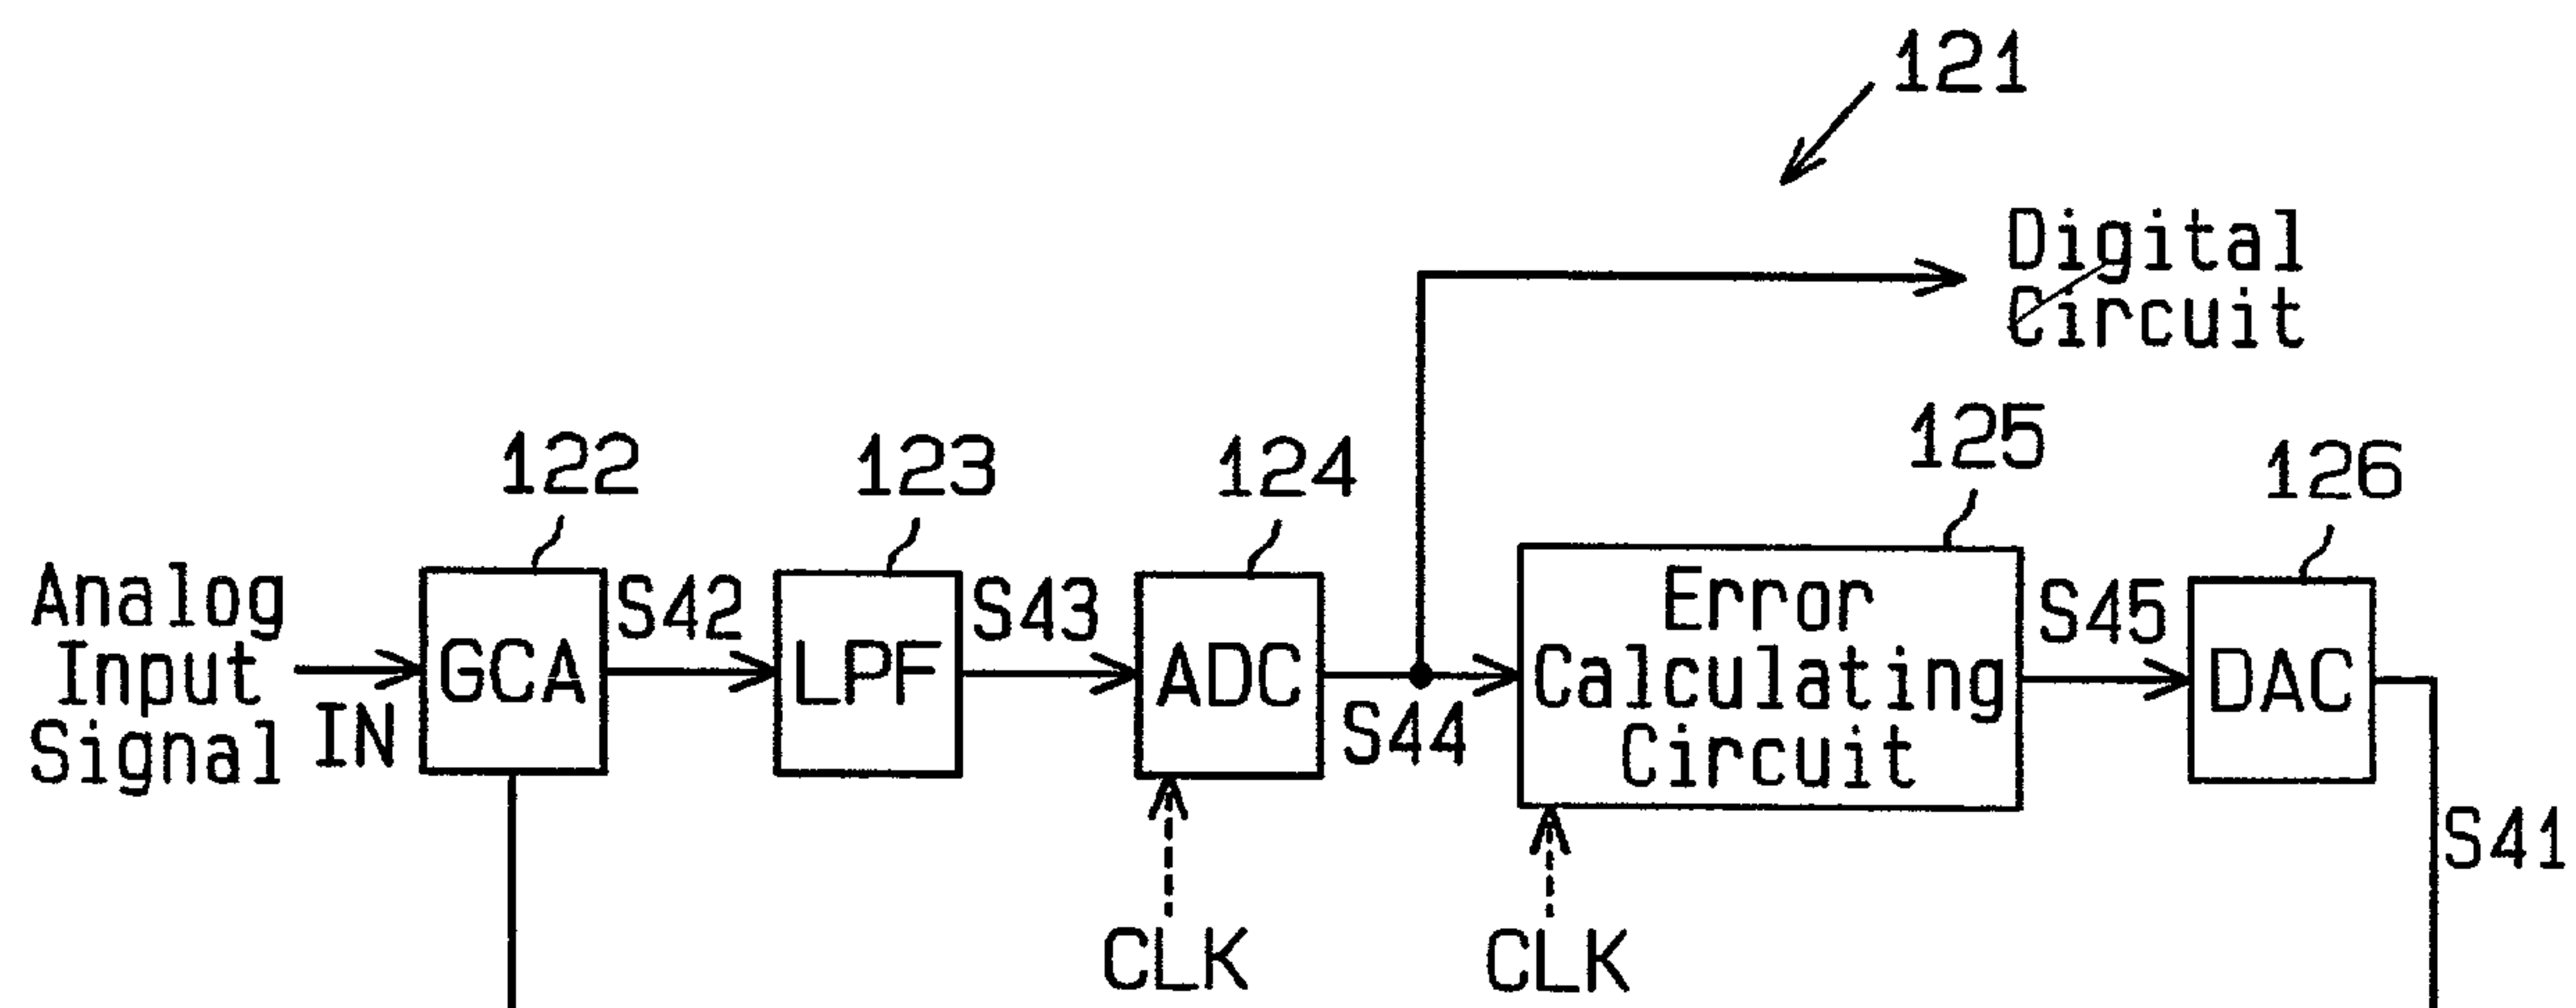 121
Digital
Circuit
122
123
124
125
126
Analog
Input
Signal
IN
GCA
S42
LPF
S43
ADC
S44
Error
Calculating
Circuit
S45
DAC
S41
CLK
CLK